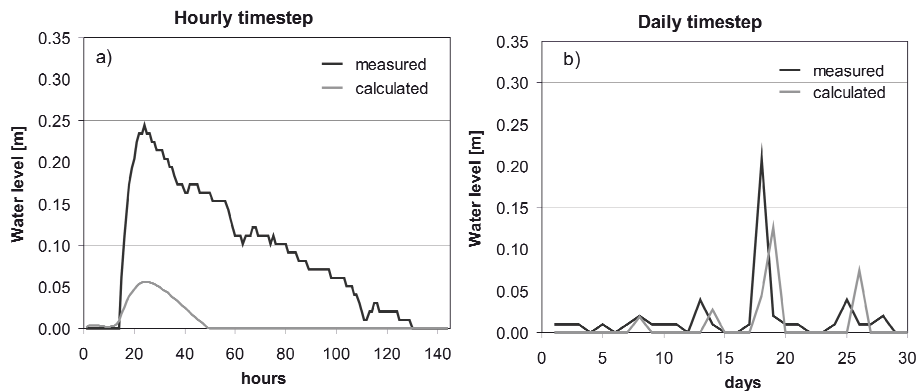 Hourly timestep
a)
measured
calculated
Water level [m]
0.35
0.30
0.25
0.20
0.15
0.10
0.05
0.00
0 20 40 60 80 100 120 140
hours
Daily timestep
b)
measured
calculated
Water level [m]
0.35
0.30
0.25
0.20
0.15
0.10
0.05
0.00
0 5 10 15 20 26 30
days